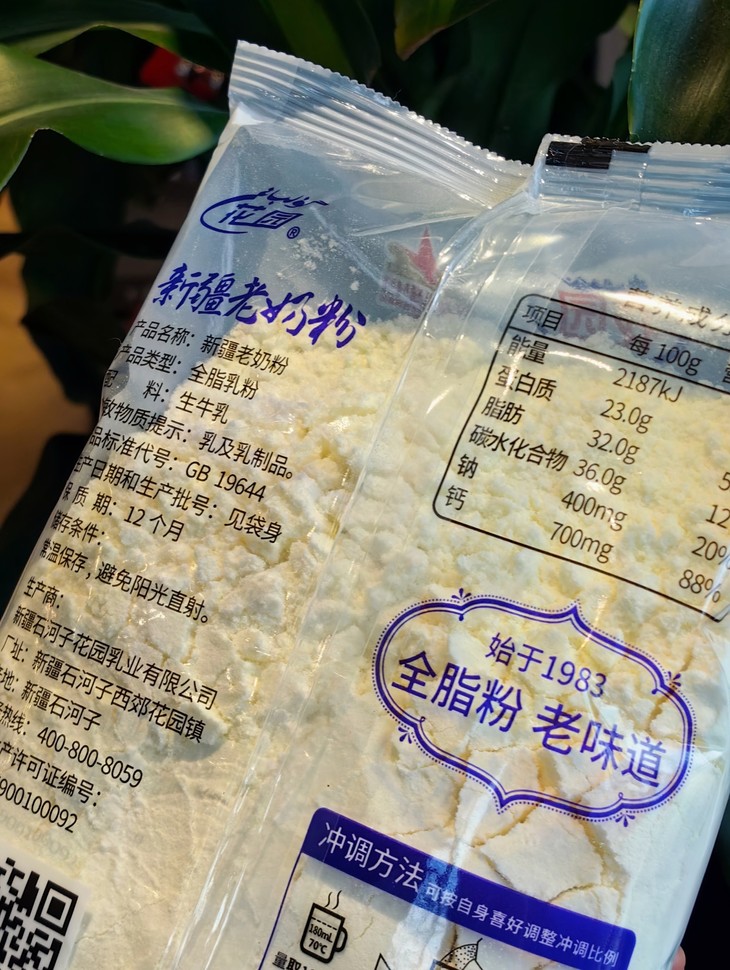 花园®
新疆老奶粉
产品名称：新疆老奶粉
产品类型：全脂乳粉
料：生牛乳
敏物质提示：乳及乳制品。
品标准代号：GB 19644
生产日期和生产批号：见袋身
保质期：12个月
储存条件：
常温保存，避免阳光直射。
生产商：
新疆石河子花园乳业有限公司
厂址：新疆石河子西郊花园镇
地：新疆石河子
热线：400-800-8059
产许可证编号：
900100092
营养成分
项目 每100g
能量 2187kJ
蛋白质 23.0g
脂肪 32.0g 5
碳水化合物 36.0g 12
钠 400mg 20%
钙 700mg 88%
始于1983
全脂粉 老味道
冲调方法 可按自身喜好调整冲调比例
180mL
70℃
量取